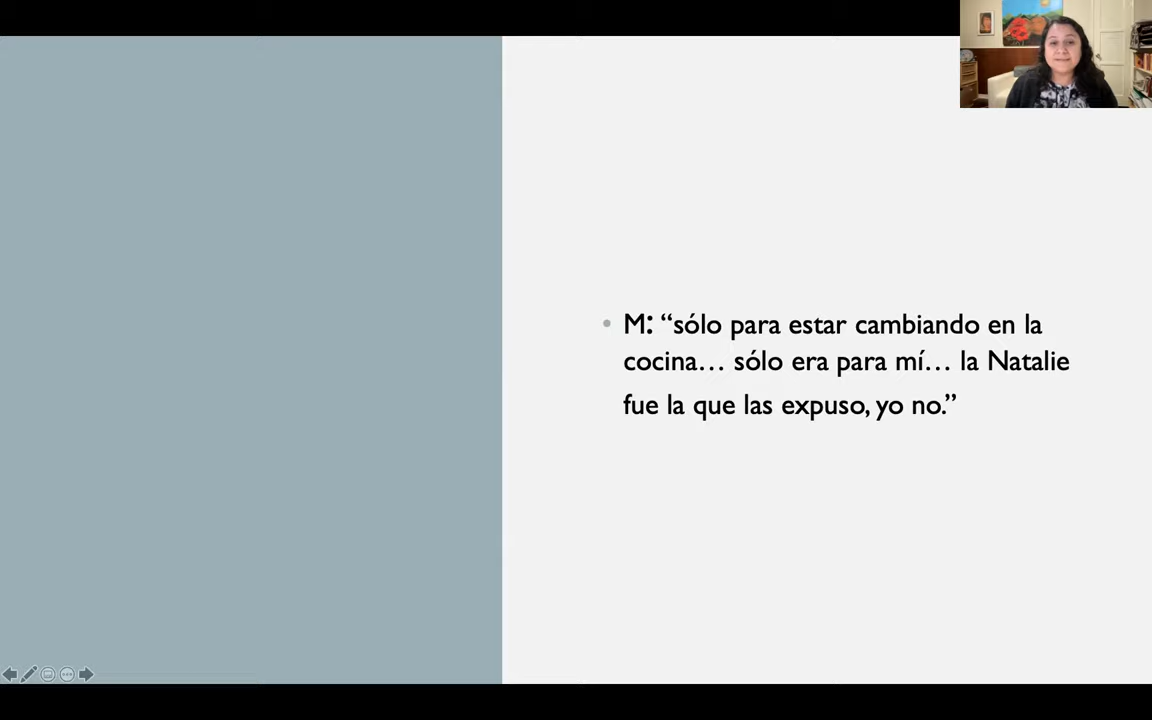 M: “sólo para estar cambiando en la
cocina… sólo era para mí… la Natalie
fue la que las expuso, yo no.”